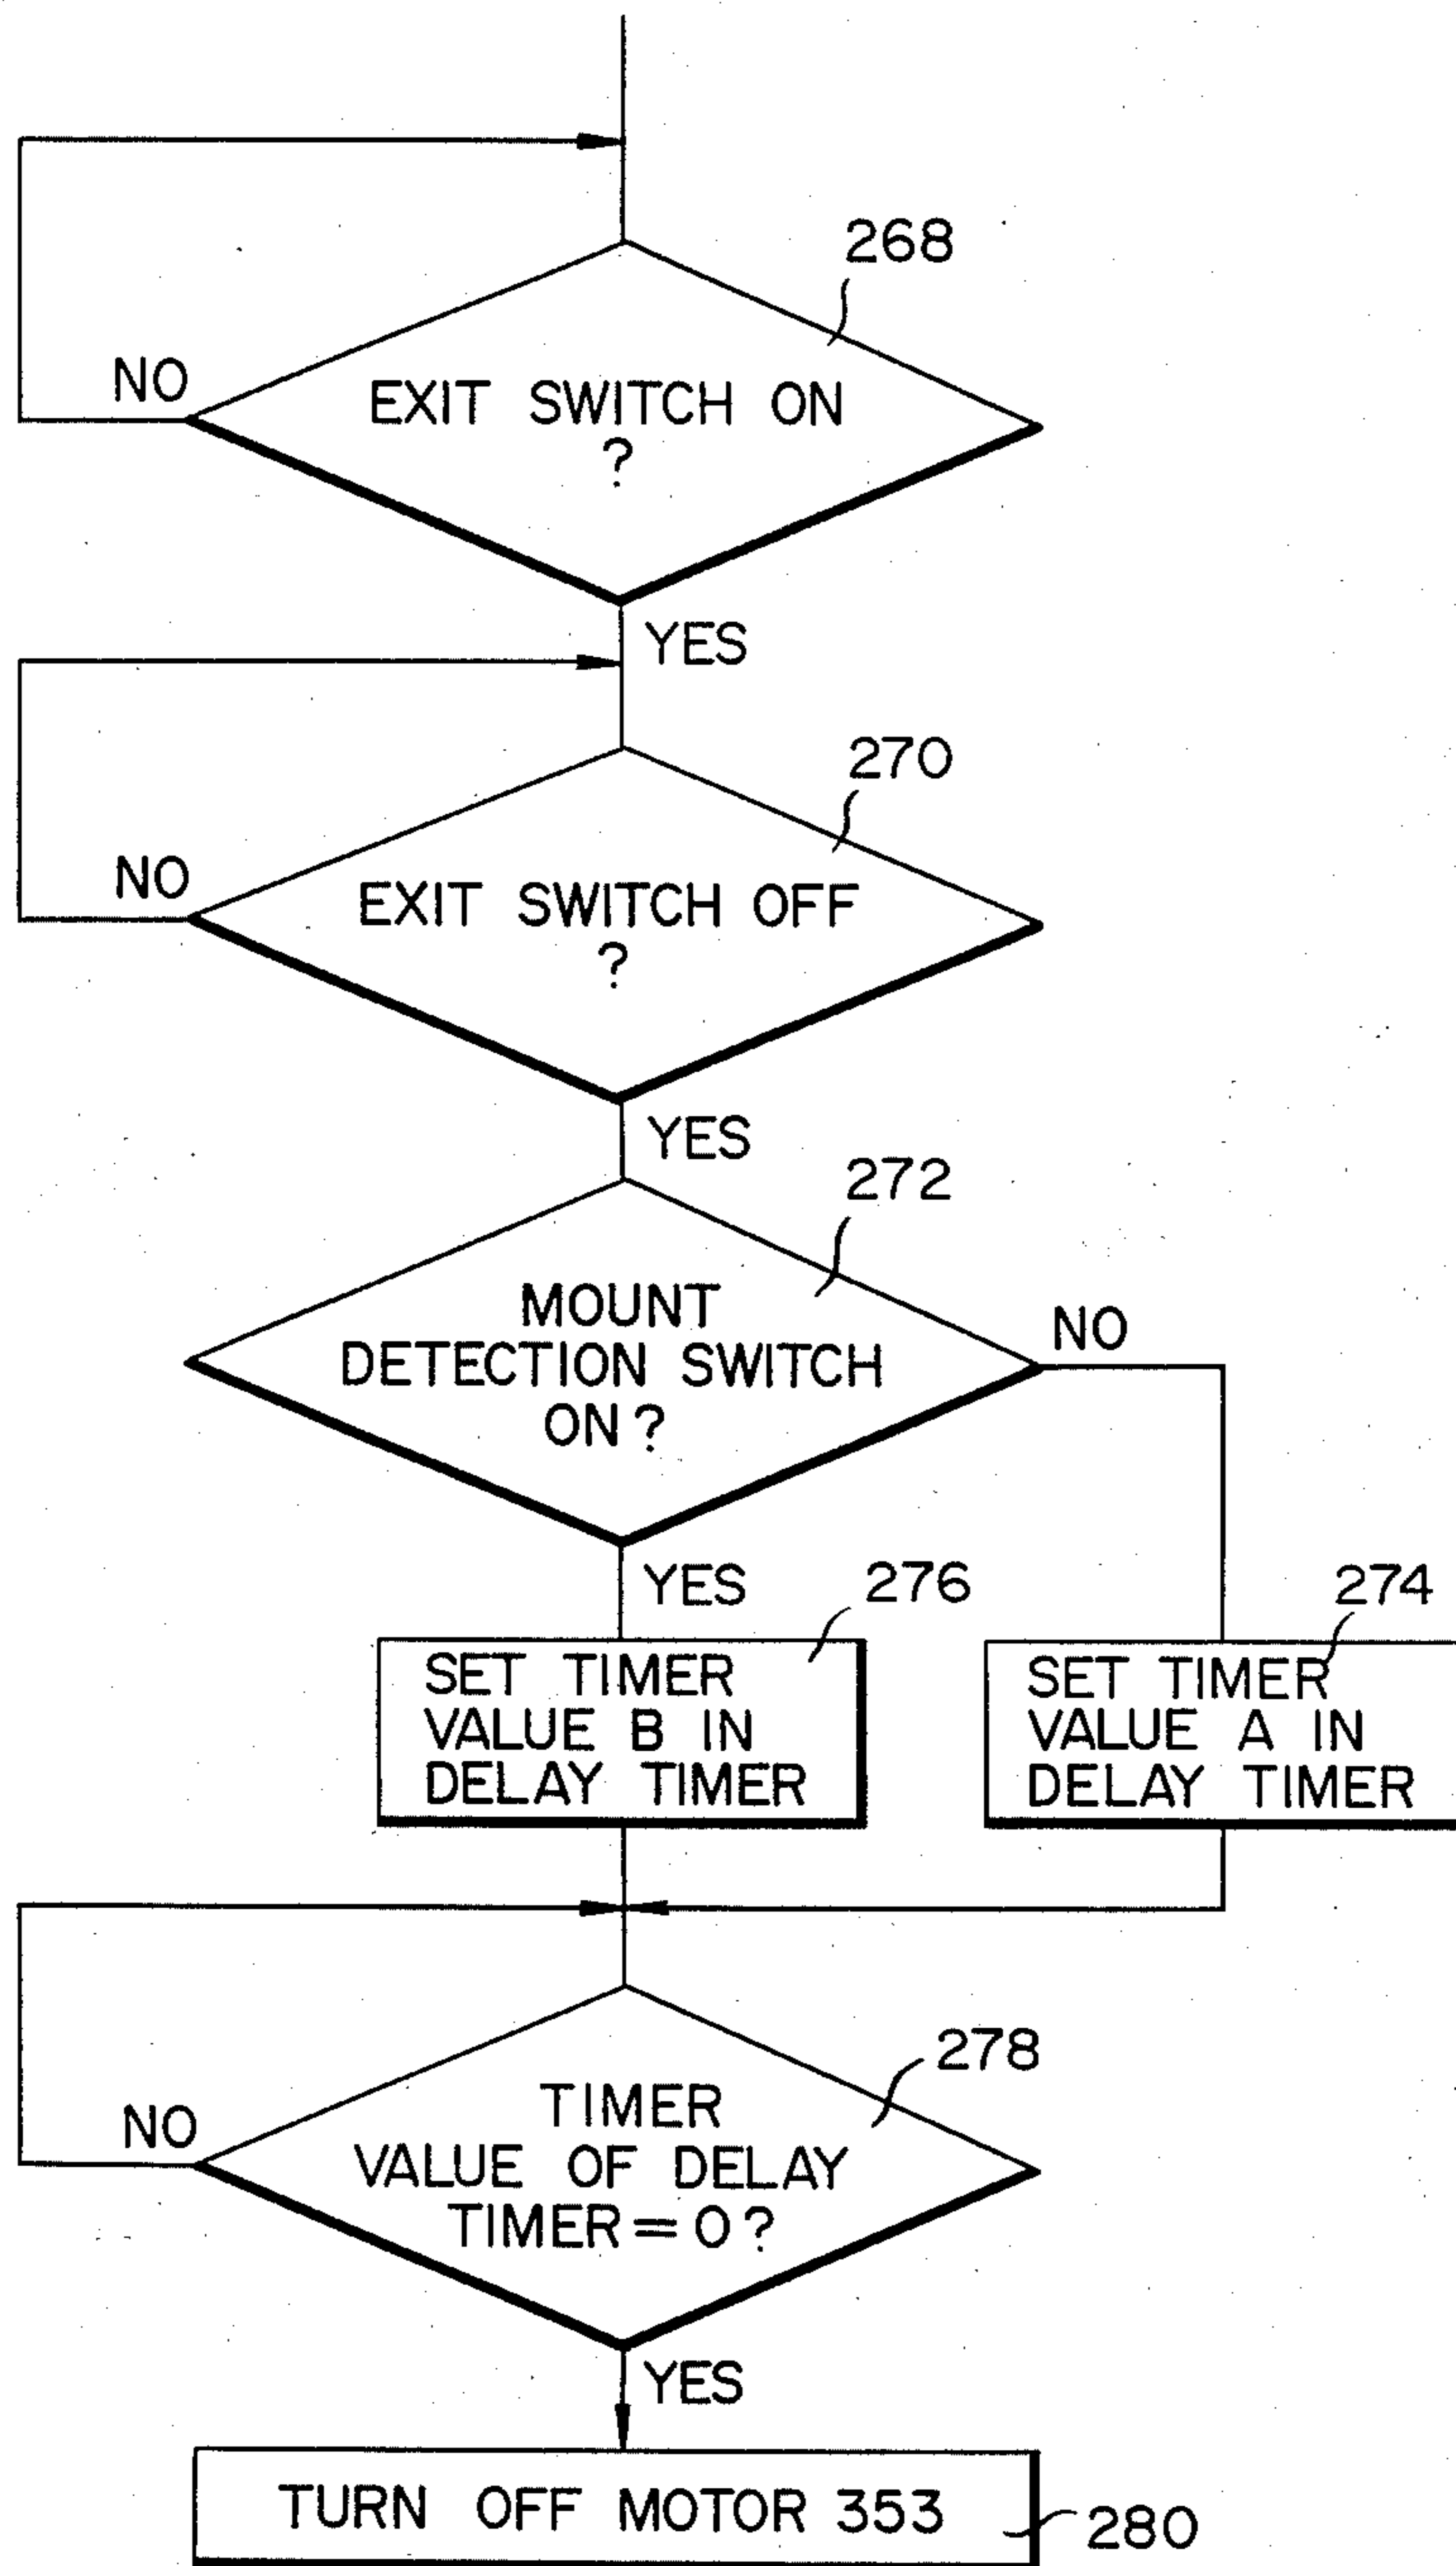 268
NO
EXIT SWITCH ON
?
YES
270
NO
EXIT SWITCH OFF
?
YES
272
MOUNT
DETECTION SWITCH
ON?
NO
YES
276
274
SET TIMER
VALUE B IN
DELAY TIMER
SET TIMER
VALUE A IN
DELAY TIMER
278
NO
TIMER
VALUE OF DELAY
TIMER=0?
YES
TURN OFF MOTOR 353
280